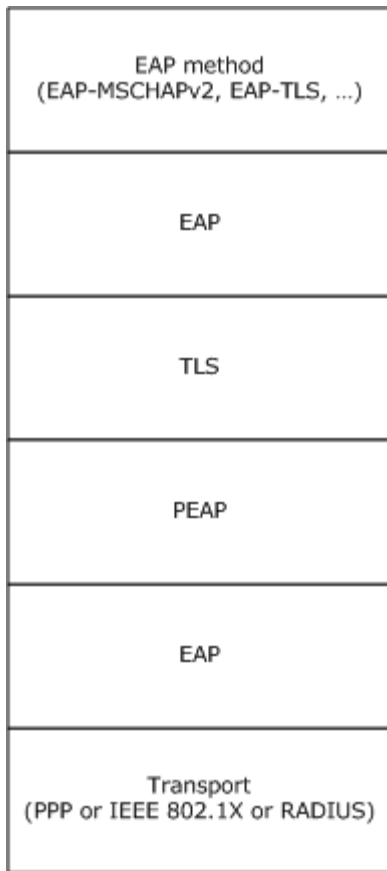 EAP method
(EAP-MSCHAPv2, EAP-TLS, ...)
EAP
TLS
PEAP
EAP
Transport
(PPP or IEEE 802.1X or RADIUS)